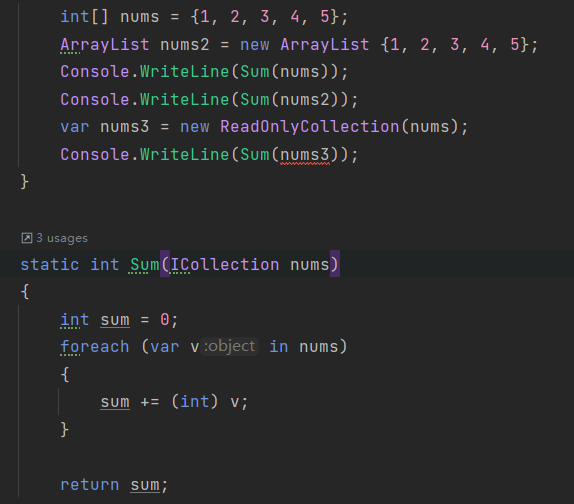 int[] nums = {1, 2, 3, 4, 5};
ArrayList nums2 = new ArrayList {1, 2, 3, 4, 5};
Console.WriteLine(Sum(nums));
Console.WriteLine(Sum(nums2));
var nums3 = new ReadOnlyCollection(nums);
Console.WriteLine(Sum(nums3));
}
3 usages
static int Sum(ICollection nums)
{
int sum = 0;
foreach (var v :object in nums)
{
sum += (int) v;
}
return sum;